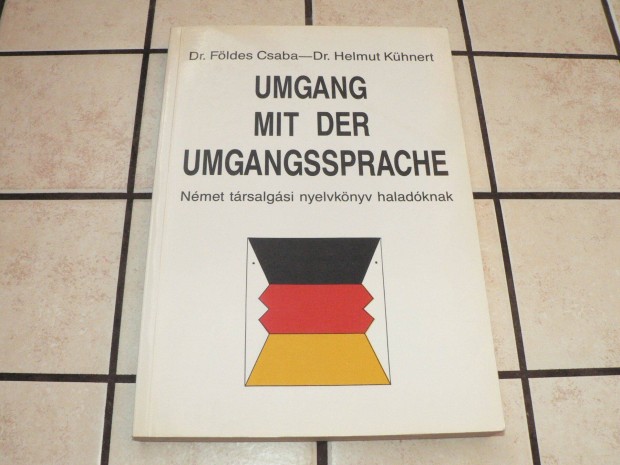 Dr. Földes Csaba—Dr. Helmut Kühnert
UMGANG
MIT DER
UMGANGSSPRACHE
Német társalgási nyelvkönyv haladóknak